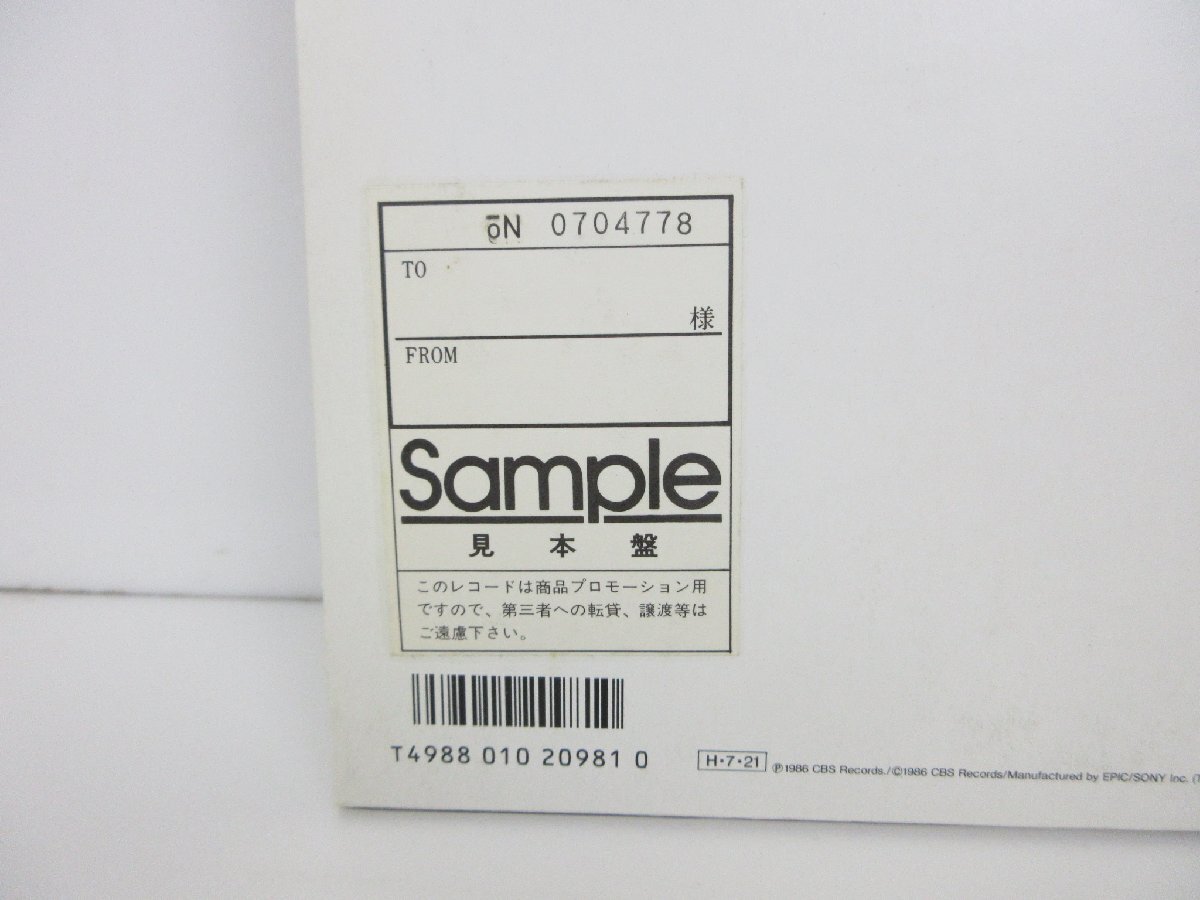 o̅N 0704778
TO
様
FROM
Sample
見本盤
このレコードは商品プロモーション用
ですので、第三者への転貸、譲渡等は
ご遠慮下さい。
T4988 010 20981 0
H・7・21 ℗1986 CBS Records./©1986 CBS Records/Manufactured by EPIC/SONY Inc. (T